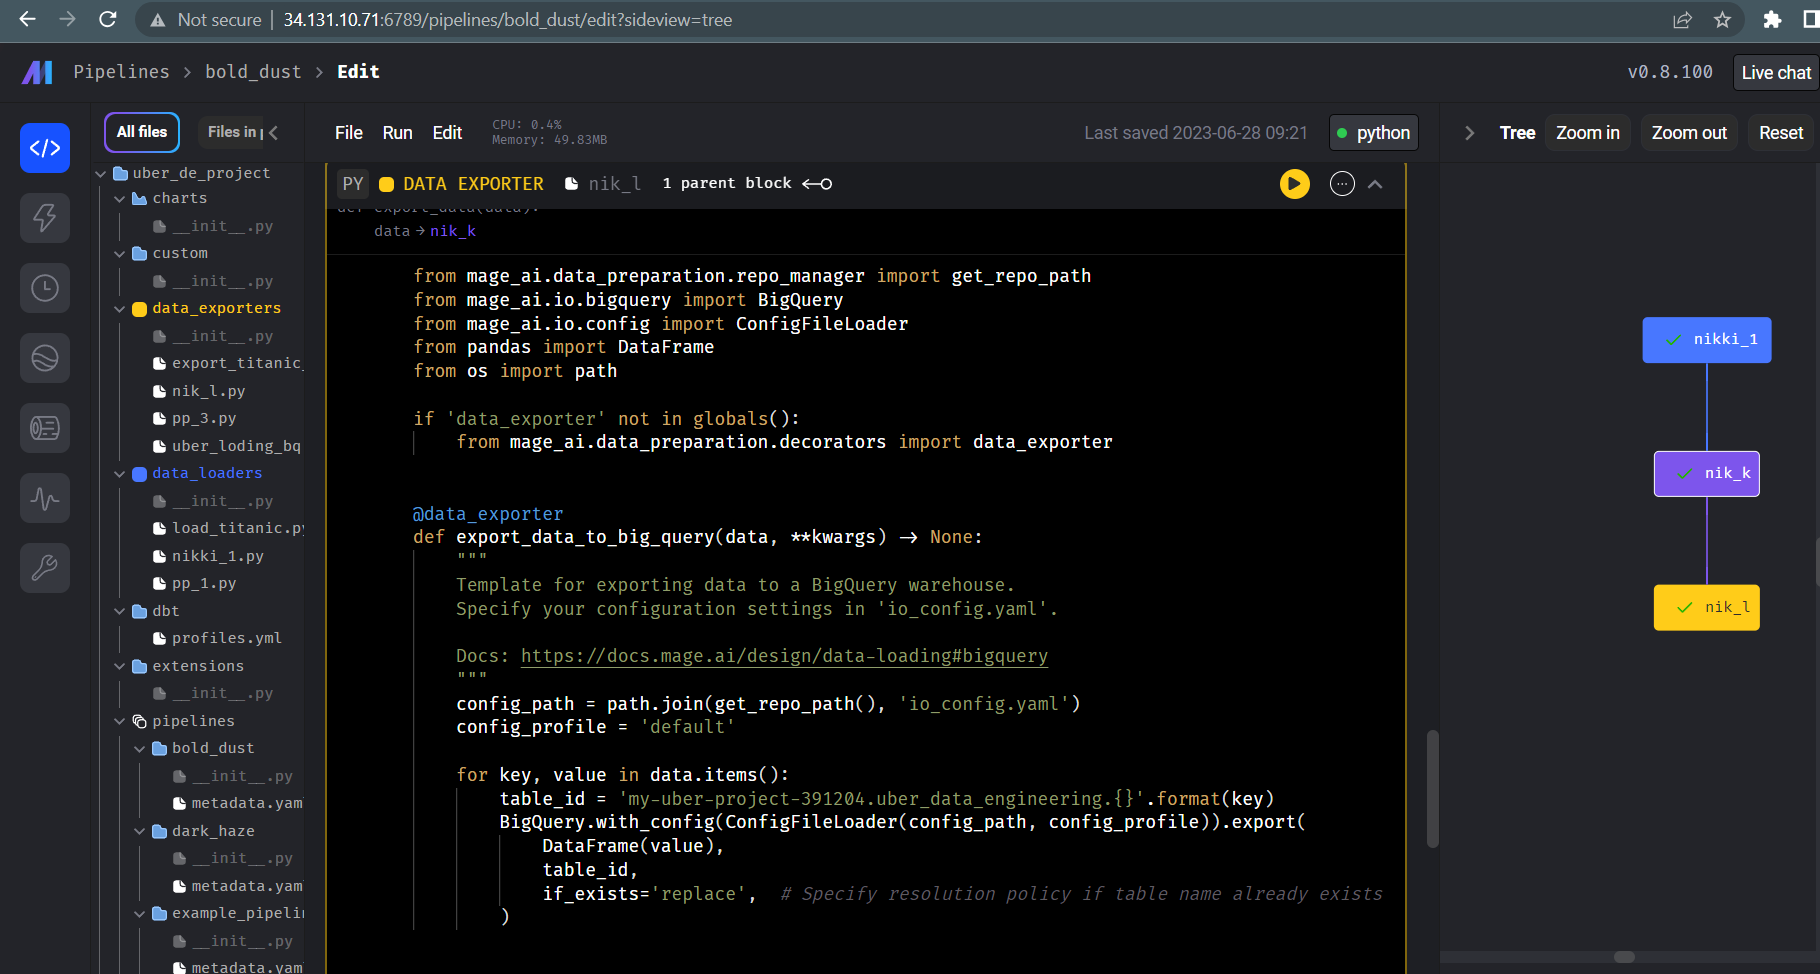 Not secure | 34.131.10.71:6789/pipelines/bold_dust/edit?sideview=tree
Pipelines > bold_dust > Edit
v0.8.100
Live chat
All files
Files in
File Run Edit
CPU: 0.4%
Memory: 49.83MB
Last saved 2023-06-28 09:21
python
Tree
Zoom in
Zoom out
Reset
uber_de_project
charts
__init__.py
custom
__init__.py
data_exporters
__init__.py
export_titanic_
nik_l.py
pp_3.py
uber_loding_bq
data_loaders
__init__.py
load_titanic.py
nikki_1.py
pp_1.py
dbt
profiles.yml
extensions
__init__.py
pipelines
bold_dust
__init__.py
metadata.yam
dark_haze
__init__.py
metadata.yam
example_pipelin
__init__.py
metadata.yam
PY DATA EXPORTER nik_l 1 parent block
def export_data(data):
data → nik_k
from mage_ai.data_preparation.repo_manager import get_repo_path
from mage_ai.io.bigquery import BigQuery
from mage_ai.io.config import ConfigFileLoader
from pandas import DataFrame
from os import path
if 'data_exporter' not in globals():
from mage_ai.data_preparation.decorators import data_exporter
@data_exporter
def export_data_to_big_query(data, **kwargs) -> None:
"""
Template for exporting data to a BigQuery warehouse.
Specify your configuration settings in 'io_config.yaml'.
Docs: https://docs.mage.ai/design/data-loading#bigquery
"""
config_path = path.join(get_repo_path(), 'io_config.yaml')
config_profile = 'default'
for key, value in data.items():
table_id = 'my-uber-project-391204.uber_data_engineering.{}'.format(key)
BigQuery.with_config(ConfigFileLoader(config_path, config_profile)).export(
DataFrame(value),
table_id,
if_exists='replace', # Specify resolution policy if table name already exists
)
nikki_1
nik_k
nik_l